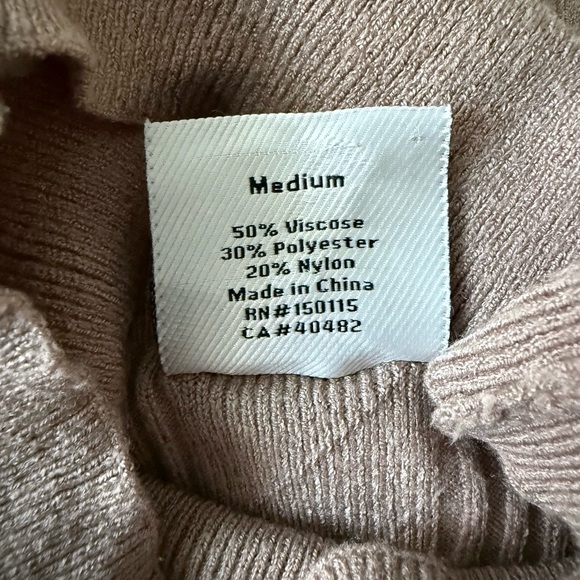 Medium
50% Viscose
30% Polyester
20% Nylon
Made in China
RN#150115
CA#40482